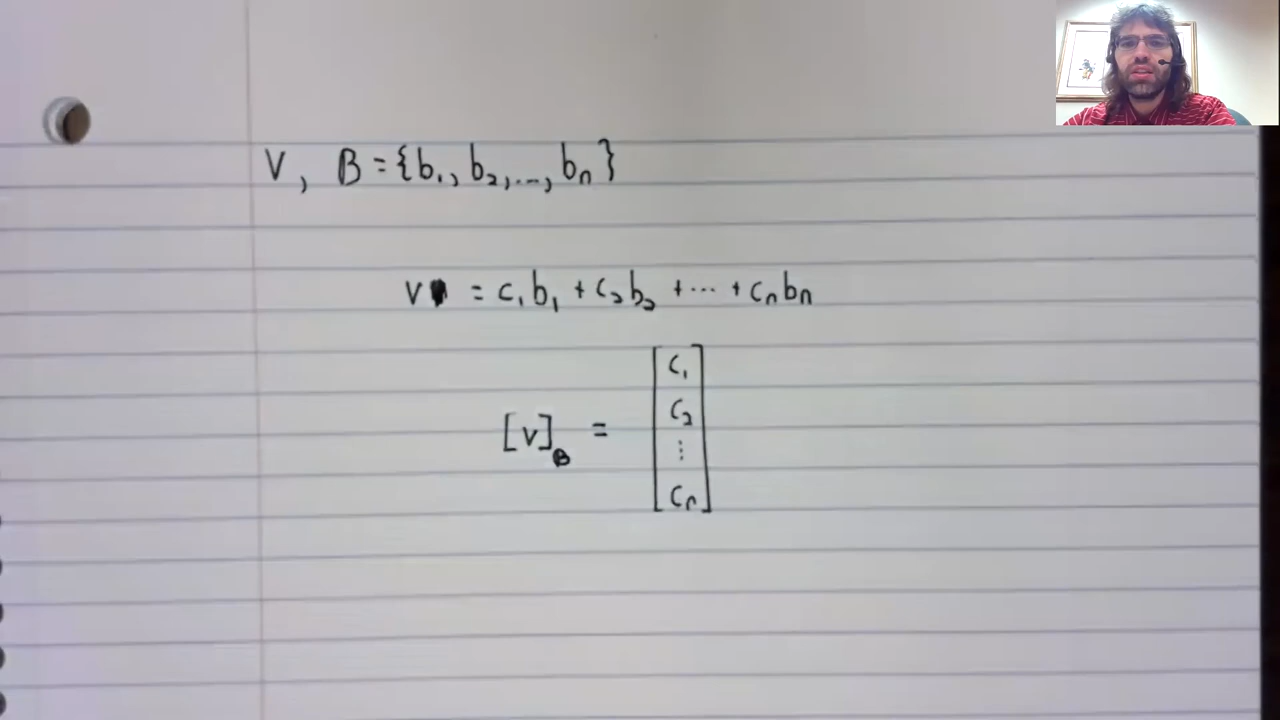 V, B = {b₁, b₂, ..., bₙ}
v = c₁b₁ + c₂b₂ + ··· + cₙbₙ
[v]_B = [c₁ c₂ ⋮ cₙ]